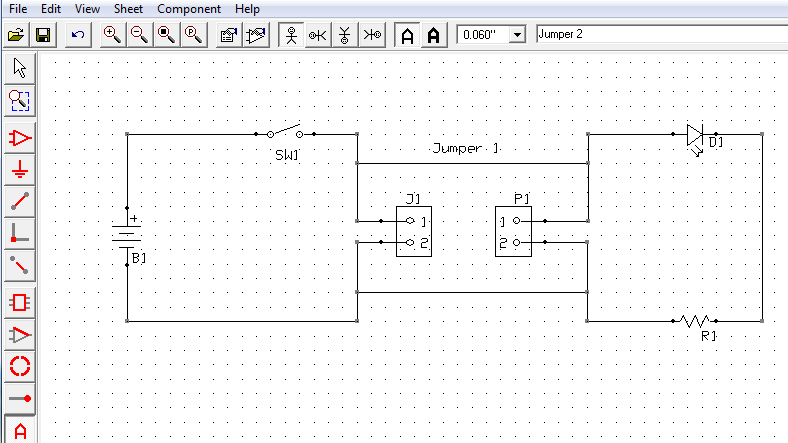 File Edit View Sheet Component Help
0.060" Jumper 2
SW1
Jumper 1
D1
J1
P1
1
2
1
2
+
B1
R1